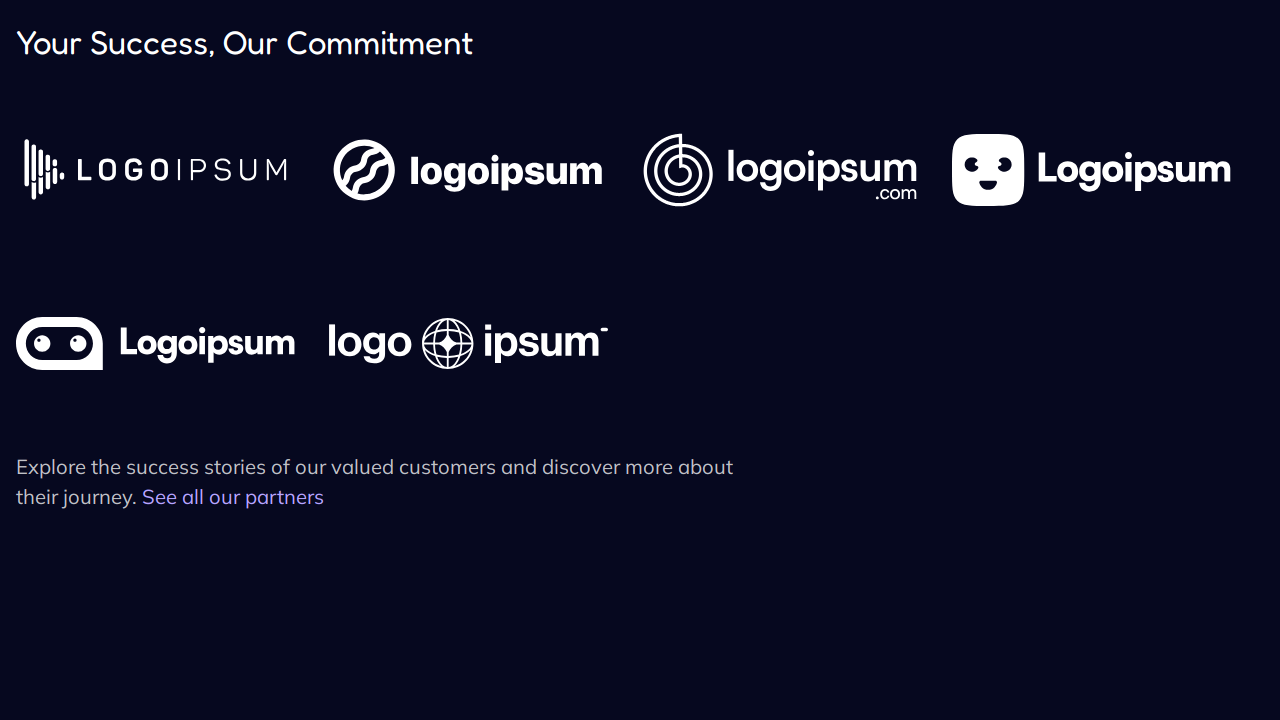 Your Success, Our Commitment
LOGOIPSUM
logoipsum
logoipsum
.com
Logoipsum
Logoipsum
logo ipsum
Explore the success stories of our valued customers and discover more about
their journey. See all our partners